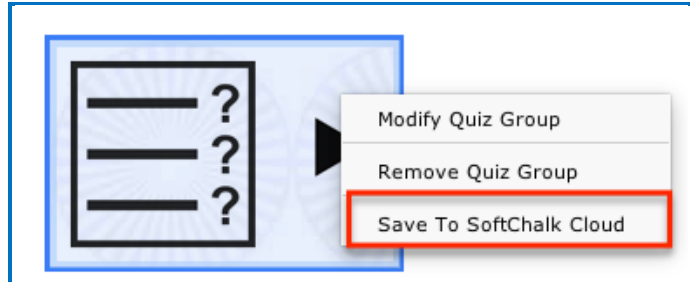 ?
?
?
Modify Quiz Group
Remove Quiz Group
Save To SoftChalk Cloud